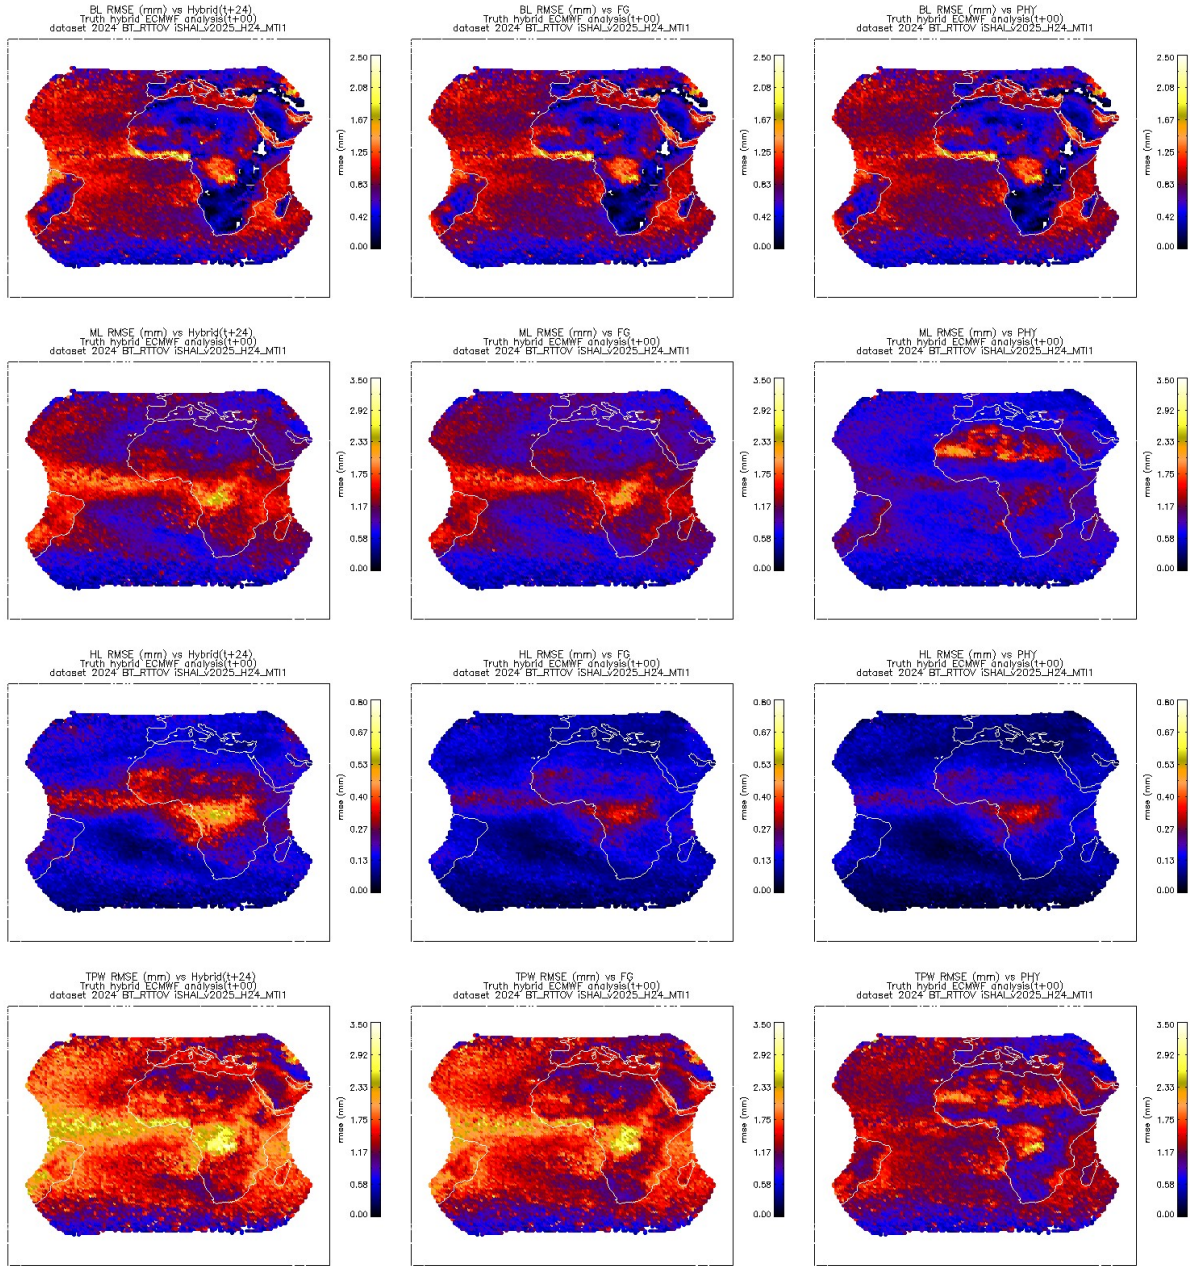 BL RMSE (mm) vs Hybrid(t+24)
Truth hybrid ECMWF analysis(t+00)
dataset 2024 BT_RTTOV iSHAI_v2025_H24_MTI1
2.50
2.08
1.67
1.25
0.83
0.42
0.00
rmse (mm)
BL RMSE (mm) vs FG
Truth hybrid ECMWF analysis(t+00)
dataset 2024 BT_RTTOV iSHAI_v2025_H24_MTI1
2.50
2.08
1.67
1.25
0.83
0.42
0.00
rmse (mm)
BL RMSE (mm) vs PHY
Truth hybrid ECMWF analysis(t+00)
dataset 2024 BT_RTTOV iSHAI_v2025_H24_MTI1
2.50
2.08
1.67
1.25
0.83
0.42
0.00
rmse (mm)
ML RMSE (mm) vs Hybrid(t+24)
Truth hybrid ECMWF analysis(t+00)
dataset 2024 BT_RTTOV iSHAI_v2025_H24_MTI1
3.50
2.92
2.33
1.75
1.17
0.58
0.00
rmse (mm)
ML RMSE (mm) vs FG
Truth hybrid ECMWF analysis(t+00)
dataset 2024 BT_RTTOV iSHAI_v2025_H24_MTI1
3.50
2.92
2.33
1.75
1.17
0.58
0.00
rmse (mm)
ML RMSE (mm) vs PHY
Truth hybrid ECMWF analysis(t+00)
dataset 2024 BT_RTTOV iSHAI_v2025_H24_MTI1
3.50
2.92
2.33
1.75
1.17
0.58
0.00
rmse (mm)
HL RMSE (mm) vs Hybrid(t+24)
Truth hybrid ECMWF analysis(t+00)
dataset 2024 BT_RTTOV iSHAI_v2025_H24_MTI1
0.80
0.67
0.53
0.40
0.27
0.13
0.00
rmse (mm)
HL RMSE (mm) vs FG
Truth hybrid ECMWF analysis(t+00)
dataset 2024 BT_RTTOV iSHAI_v2025_H24_MTI1
0.80
0.67
0.53
0.40
0.27
0.13
0.00
rmse (mm)
HL RMSE (mm) vs PHY
Truth hybrid ECMWF analysis(t+00)
dataset 2024 BT_RTTOV iSHAI_v2025_H24_MTI1
0.80
0.67
0.53
0.40
0.27
0.13
0.00
rmse (mm)
TPW RMSE (mm) vs Hybrid(t+24)
Truth hybrid ECMWF analysis(t+00)
dataset 2024 BT_RTTOV iSHAI_v2025_H24_MTI1
3.50
2.92
2.33
1.75
1.17
0.58
0.00
rmse (mm)
TPW RMSE (mm) vs FG
Truth hybrid ECMWF analysis(t+00)
dataset 2024 BT_RTTOV iSHAI_v2025_H24_MTI1
3.50
2.92
2.33
1.75
1.17
0.58
0.00
rmse (mm)
TPW RMSE (mm) vs PHY
Truth hybrid ECMWF analysis(t+00)
dataset 2024 BT_RTTOV iSHAI_v2025_H24_MTI1
3.50
2.92
2.33
1.75
1.17
0.58
0.00
rmse (mm)